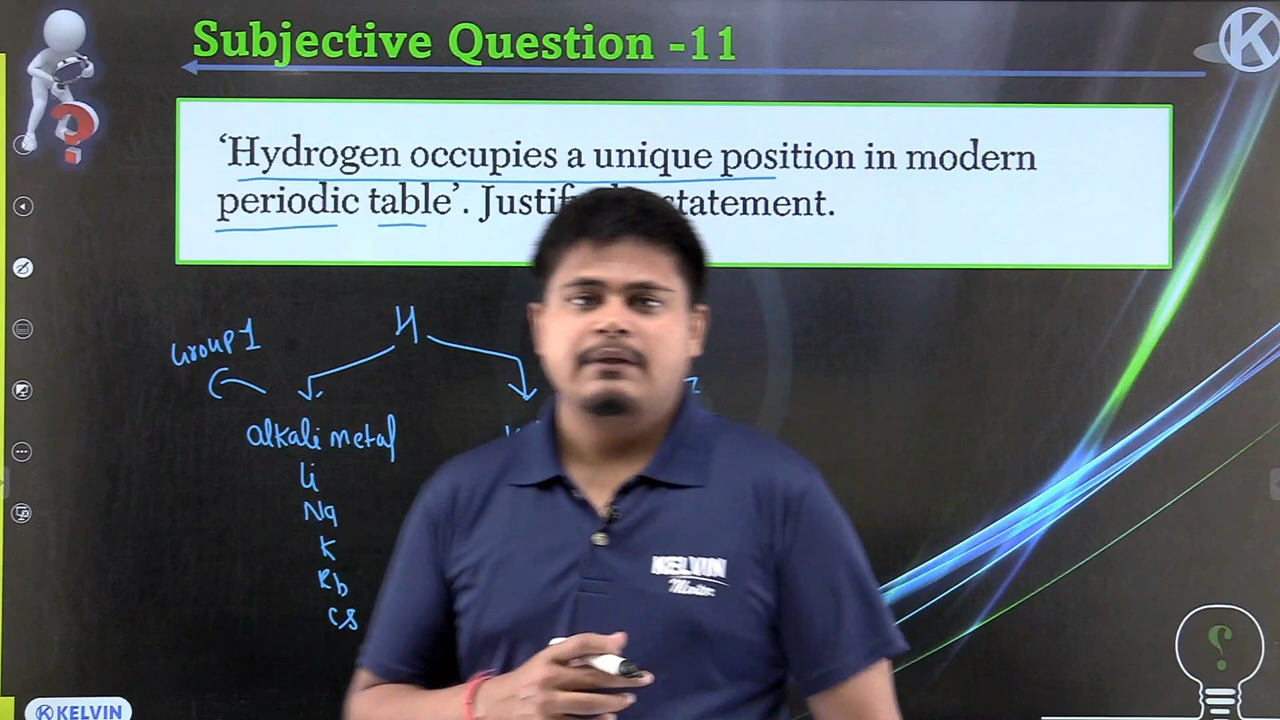 Subjective Question -11
K
‘Hydrogen occupies a unique position in modern
periodic table’. Justify statement.
H
Group 1
alkali metal
Li
Na
K
Rb
Cs
KELVIN
Mentor
KELVIN